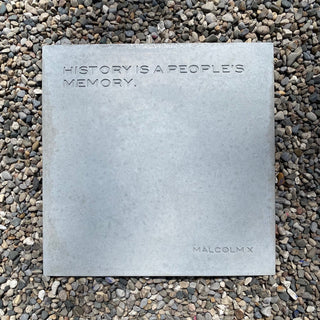 HISTORY IS A PEOPLE'S
MEMORY.
MALCOLM X